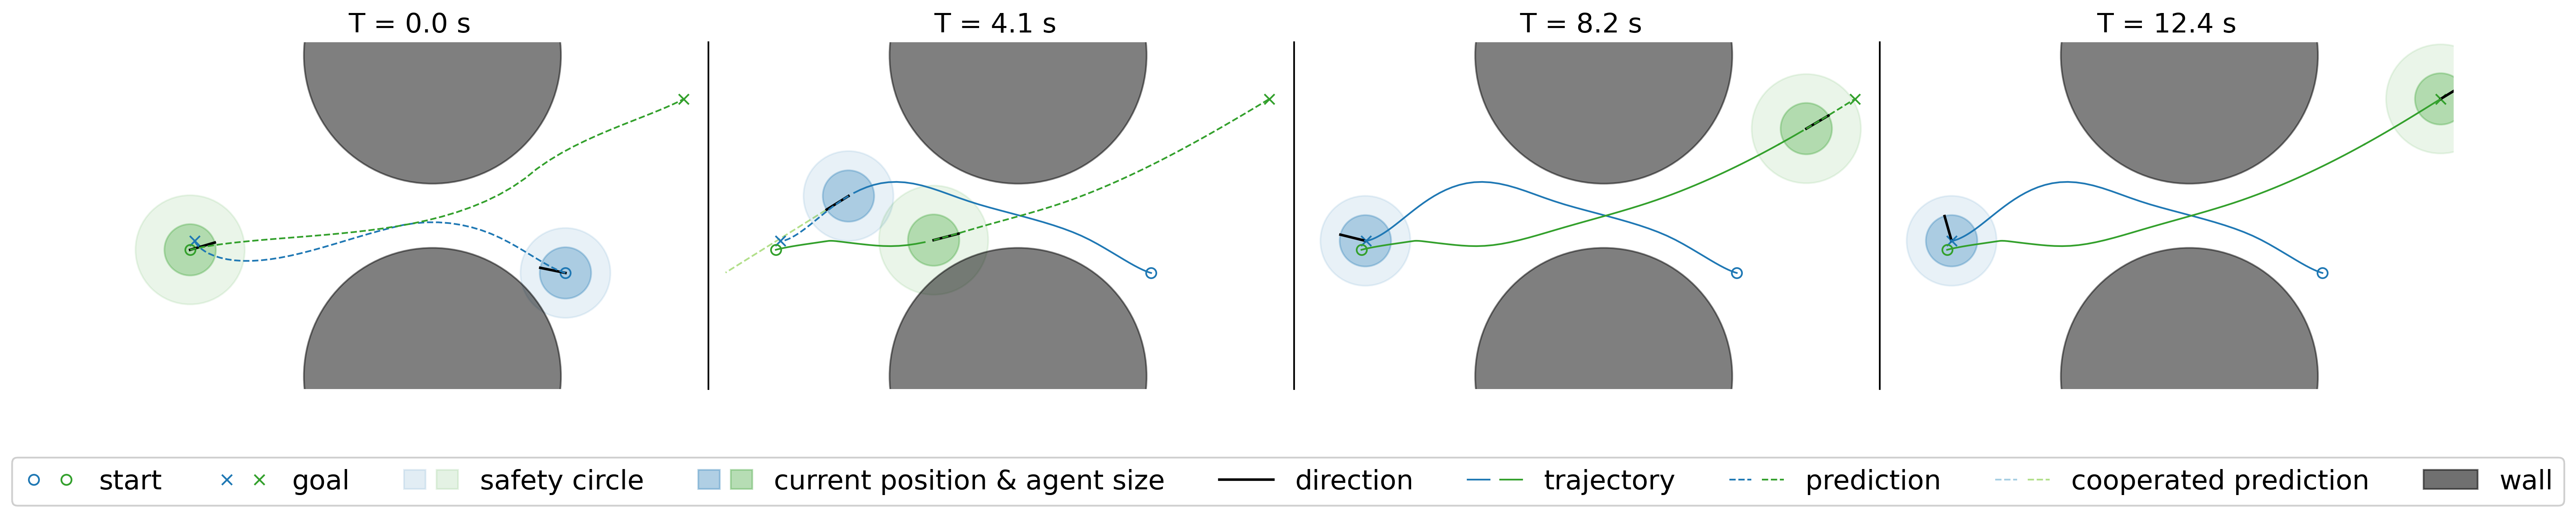 T = 0.0 s
T = 4.1 s
T = 8.2 s
T = 12.4 s
start goal safety circle current position & agent size direction trajectory prediction cooperated prediction wall